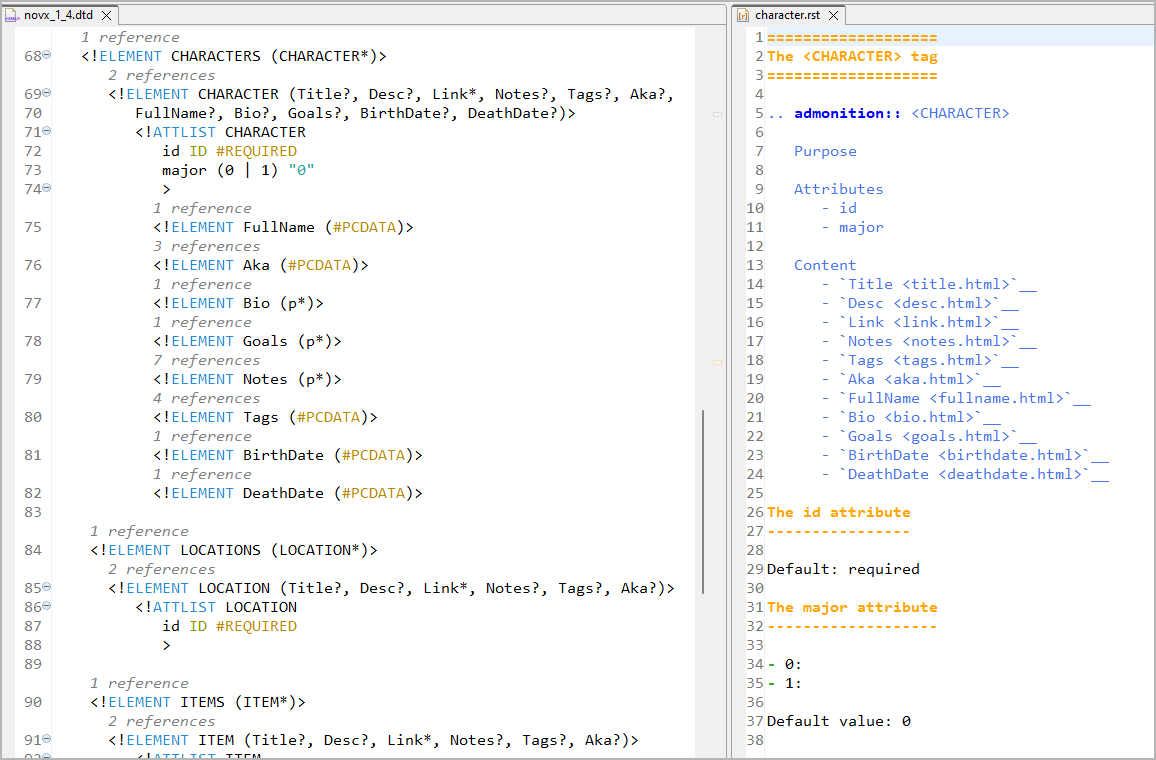 novx_1_4.dtd
1 reference
68 <!ELEMENT CHARACTERS (CHARACTER*)>
2 references
69 <!ELEMENT CHARACTER (Title?, Desc?, Link*, Notes?, Tags?, Aka?,
70 FullName?, Bio?, Goals?, BirthDate?, DeathDate?)>
71 <!ATTLIST CHARACTER
72 id ID #REQUIRED
73 major (0 | 1) "0"
74 >
1 reference
75 <!ELEMENT FullName (#PCDATA)>
3 references
76 <!ELEMENT Aka (#PCDATA)>
1 reference
77 <!ELEMENT Bio (p*)>
1 reference
78 <!ELEMENT Goals (p*)>
7 references
79 <!ELEMENT Notes (p*)>
4 references
80 <!ELEMENT Tags (#PCDATA)>
1 reference
81 <!ELEMENT BirthDate (#PCDATA)>
1 reference
82 <!ELEMENT DeathDate (#PCDATA)>
83
1 reference
84 <!ELEMENT LOCATIONS (LOCATION*)>
2 references
85 <!ELEMENT LOCATION (Title?, Desc?, Link*, Notes?, Tags?, Aka?)>
86 <!ATTLIST LOCATION
87 id ID #REQUIRED
88 >
89
1 reference
90 <!ELEMENT ITEMS (ITEM*)>
2 references
91 <!ELEMENT ITEM (Title?, Desc?, Link*, Notes?, Tags?, Aka?)>
92 <!ATTLIST ITEM
character.rst
1 ===================
2 The <CHARACTER> tag
3 ===================
4
5 .. admonition:: <CHARACTER>
6
7 Purpose
8
9 Attributes
10 - id
11 - major
12
13 Content
14 - `Title <title.html>`__
15 - `Desc <desc.html>`__
16 - `Link <link.html>`__
17 - `Notes <notes.html>`__
18 - `Tags <tags.html>`__
19 - `Aka <aka.html>`__
20 - `FullName <fullname.html>`__
21 - `Bio <bio.html>`__
22 - `Goals <goals.html>`__
23 - `BirthDate <birthdate.html>`__
24 - `DeathDate <deathdate.html>`__
25
26 The id attribute
27 ----------------
28
29 Default: required
30
31 The major attribute
32 -------------------
33
34 - 0:
35 - 1:
36
37 Default value: 0
38